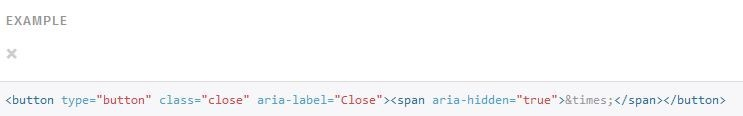 EXAMPLE
×
<button type="button" class="close" aria-label="Close"><span aria-hidden="true">&times;</span></button>